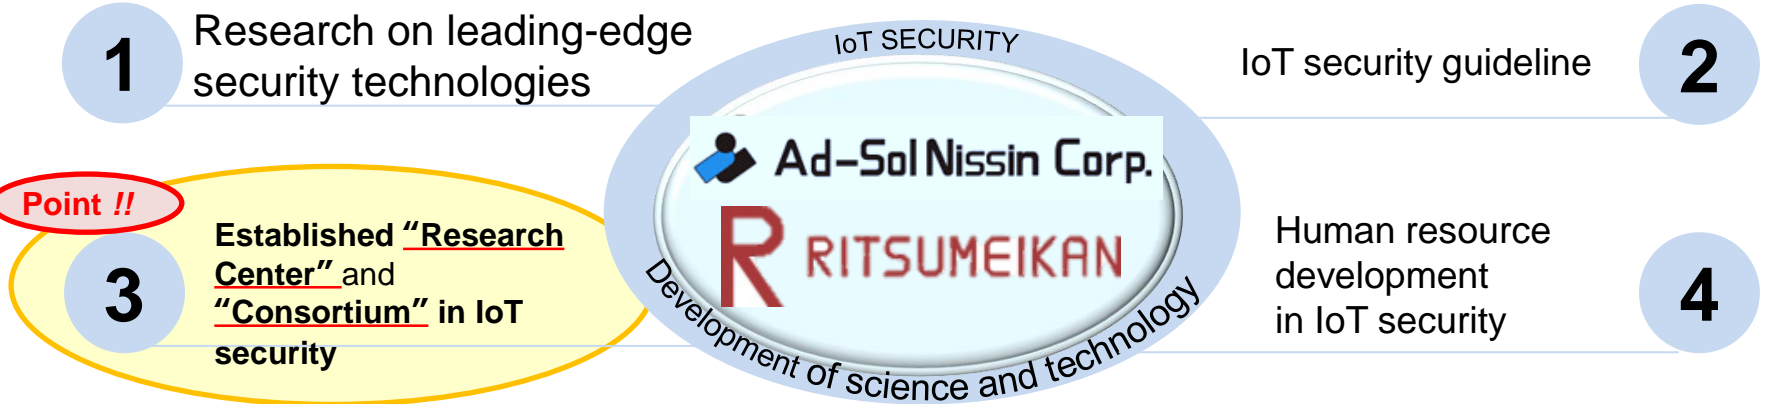 1
Research on leading-edge
security technologies
IoT SECURITY
IoT security guideline
2
Ad-Sol Nissin Corp.
R RITSUMEIKAN
Development of science and technology
Point !!
3
Established “Research
Center” and
“Consortium” in IoT
security
Human resource
development
in IoT security
4